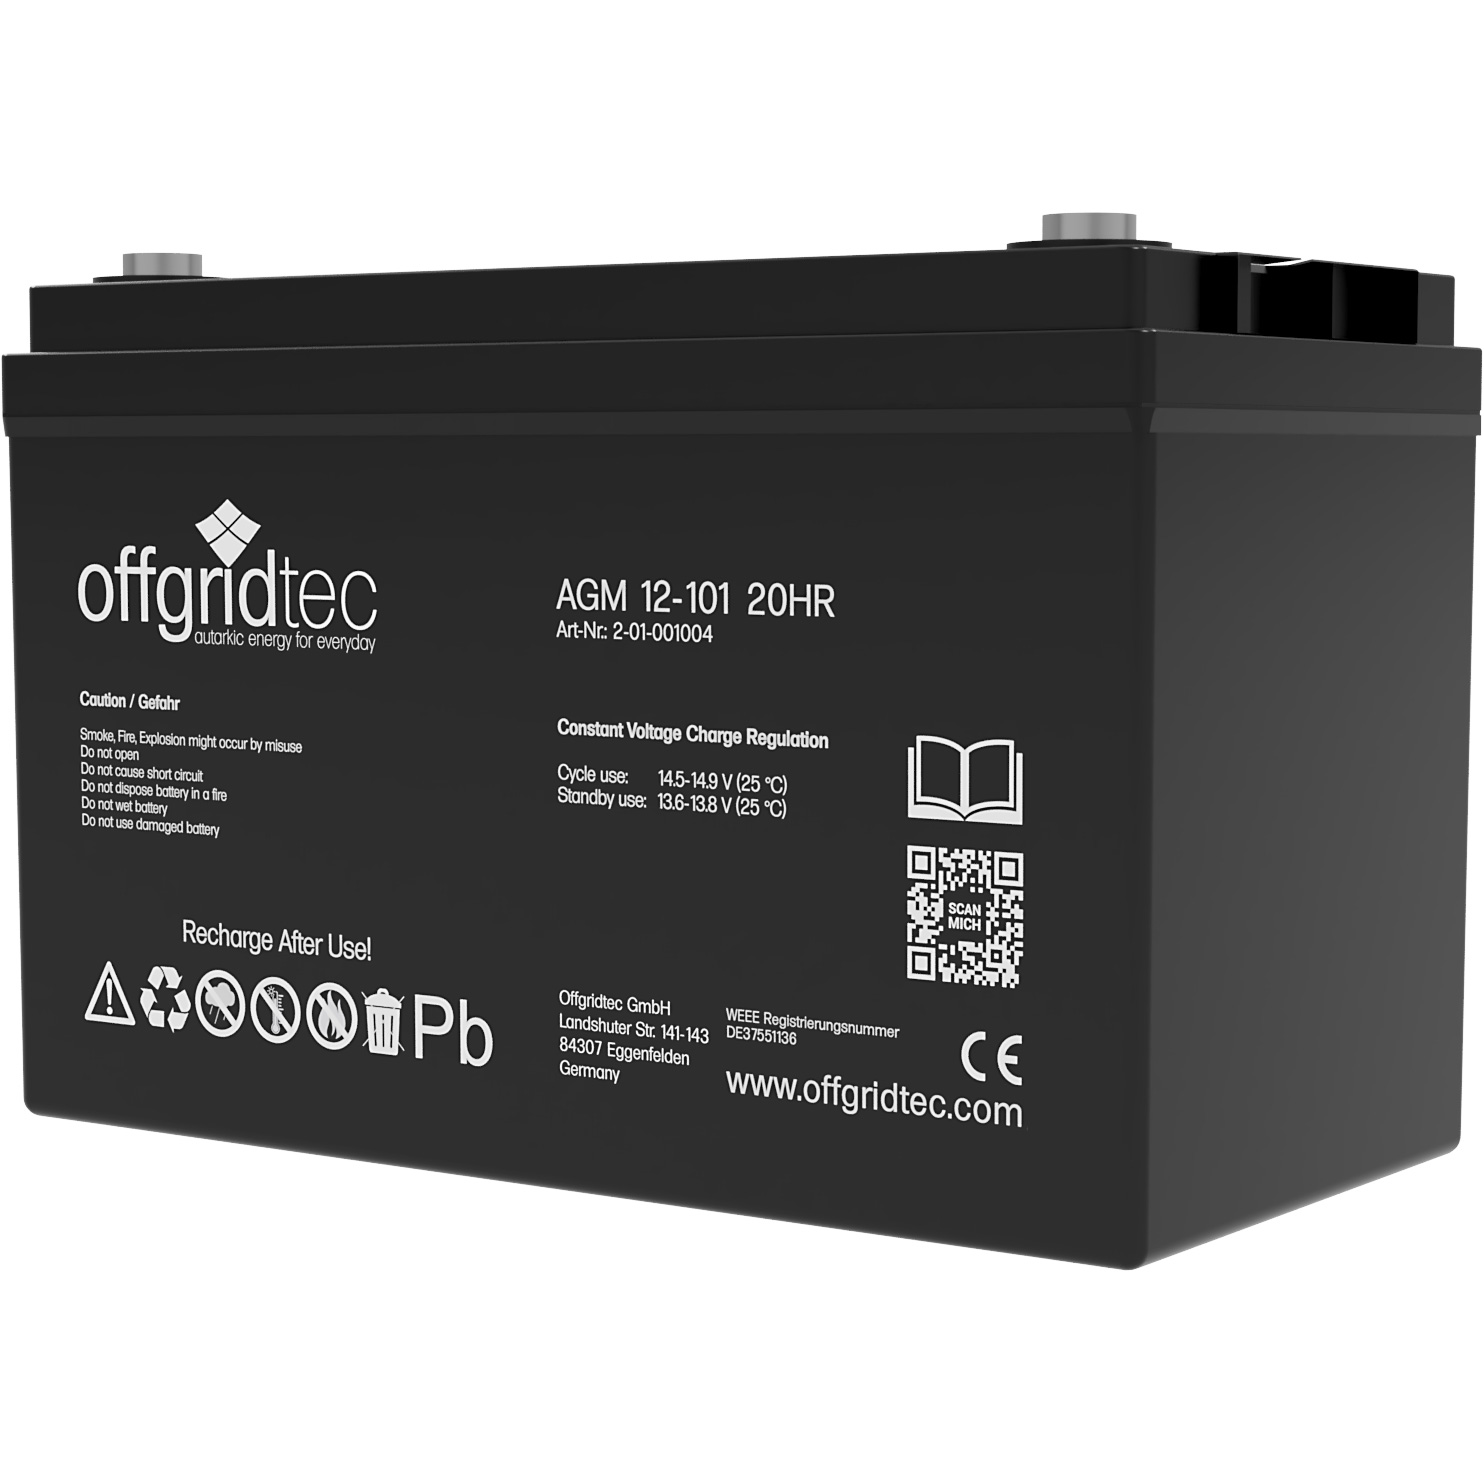 offgridtec
autarkic energy for everyday
AGM 12-101 20HR
Art-Nr.: 2-01-001004
Caution / Gefahr
Smoke, Fire, Explosion might occur by misuse
Do not open
Do not cause short circuit
Do not dispose battery in a fire
Do not wet battery
Do not use damaged battery
Constant Voltage Charge Regulation
Cycle use: 14.5-14.9 V (25 °C)
Standby use: 13.6-13.8 V (25 °C)
SCAN
MICH
Recharge After Use!
Pb
Offgridtec GmbH
Landshuter Str. 141-143
84307 Eggenfelden
Germany
WEEE Registrierungsnummer
DE37551136
CE
www.offgridtec.com